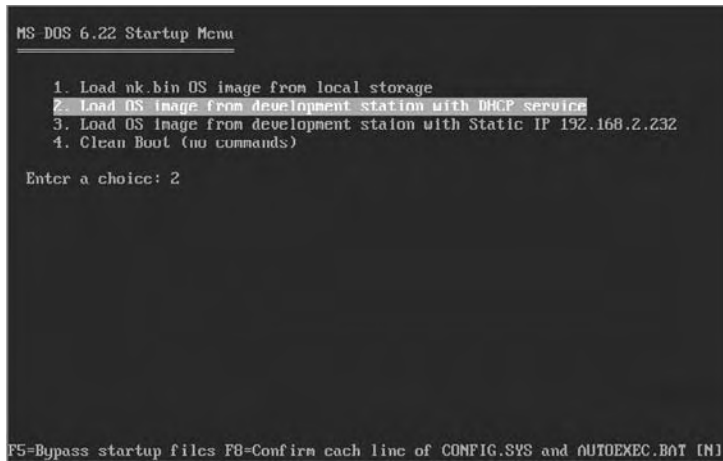 MS-DOS 6.22 Startup Menu
1. Load nk.bin OS image from local storage
2. Load OS image from development station with DHCP service
3. Load OS image from development staion with Static IP 192.168.2.232
4. Clean Boot (no commands)
Enter a choice: 2
F5=Bypass startup files F8=Confirm each line of CONFIG.SYS and AUTOEXEC.BAT [N]